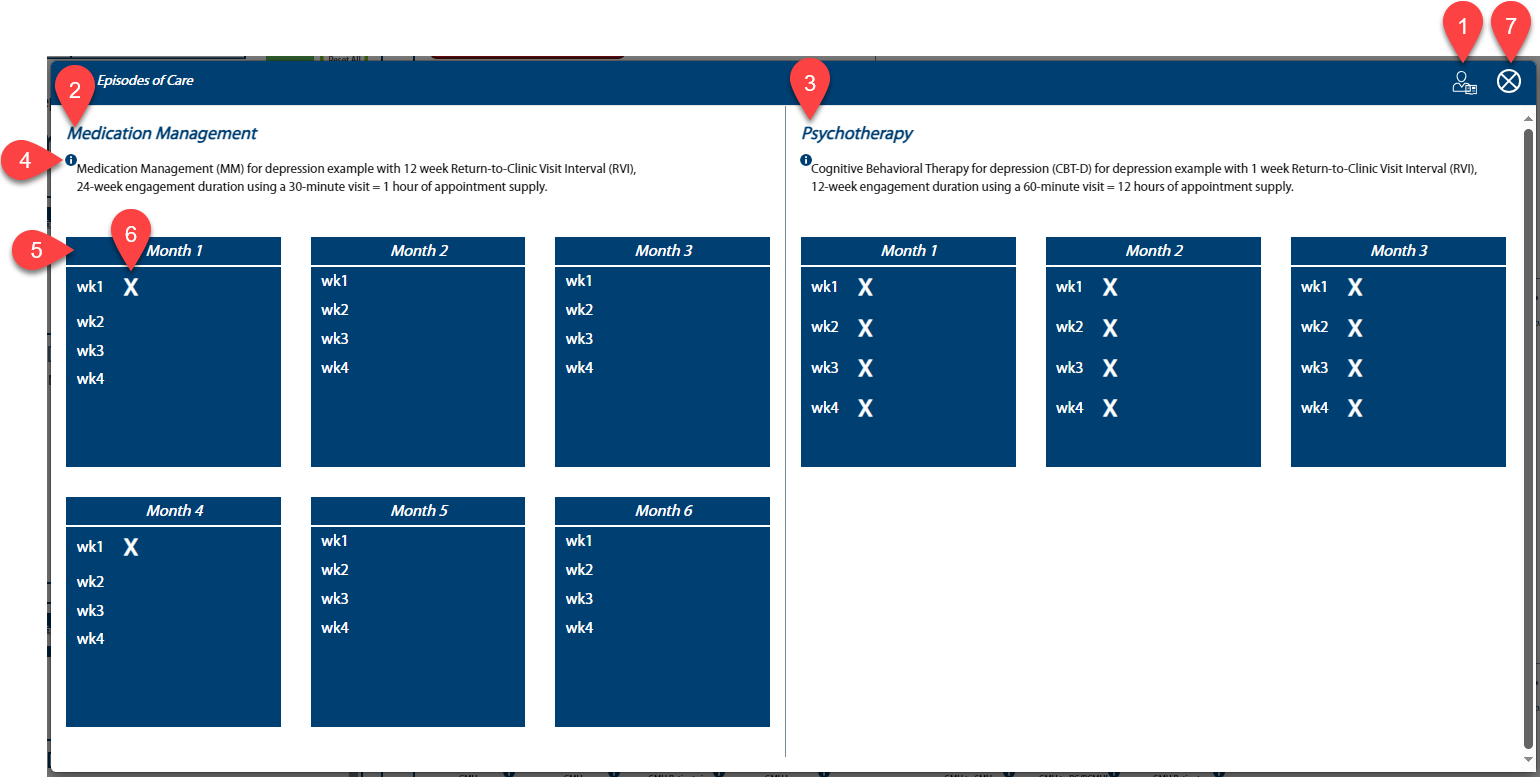 1
7
Reset All
2
Episodes of Care
3
Medication Management
4
Medication Management (MM) for depression example with 12 week Return-to-Clinic Visit Interval (RVI),
24-week engagement duration using a 30-minute visit = 1 hour of appointment supply.
5
6
Month 1
wk1 X
wk2
wk3
wk4
Month 2
wk1
wk2
wk3
wk4
Month 3
wk1
wk2
wk3
wk4
Month 4
wk1 X
wk2
wk3
wk4
Month 5
wk1
wk2
wk3
wk4
Month 6
wk1
wk2
wk3
wk4
Psychotherapy
Cognitive Behavioral Therapy for depression (CBT-D) for depression example with 1 week Return-to-Clinic Visit Interval (RVI),
12-week engagement duration using a 60-minute visit = 12 hours of appointment supply.
Month 1
wk1 X
wk2 X
wk3 X
wk4 X
Month 2
wk1 X
wk2 X
wk3 X
wk4 X
Month 3
wk1 X
wk2 X
wk3 X
wk4 X